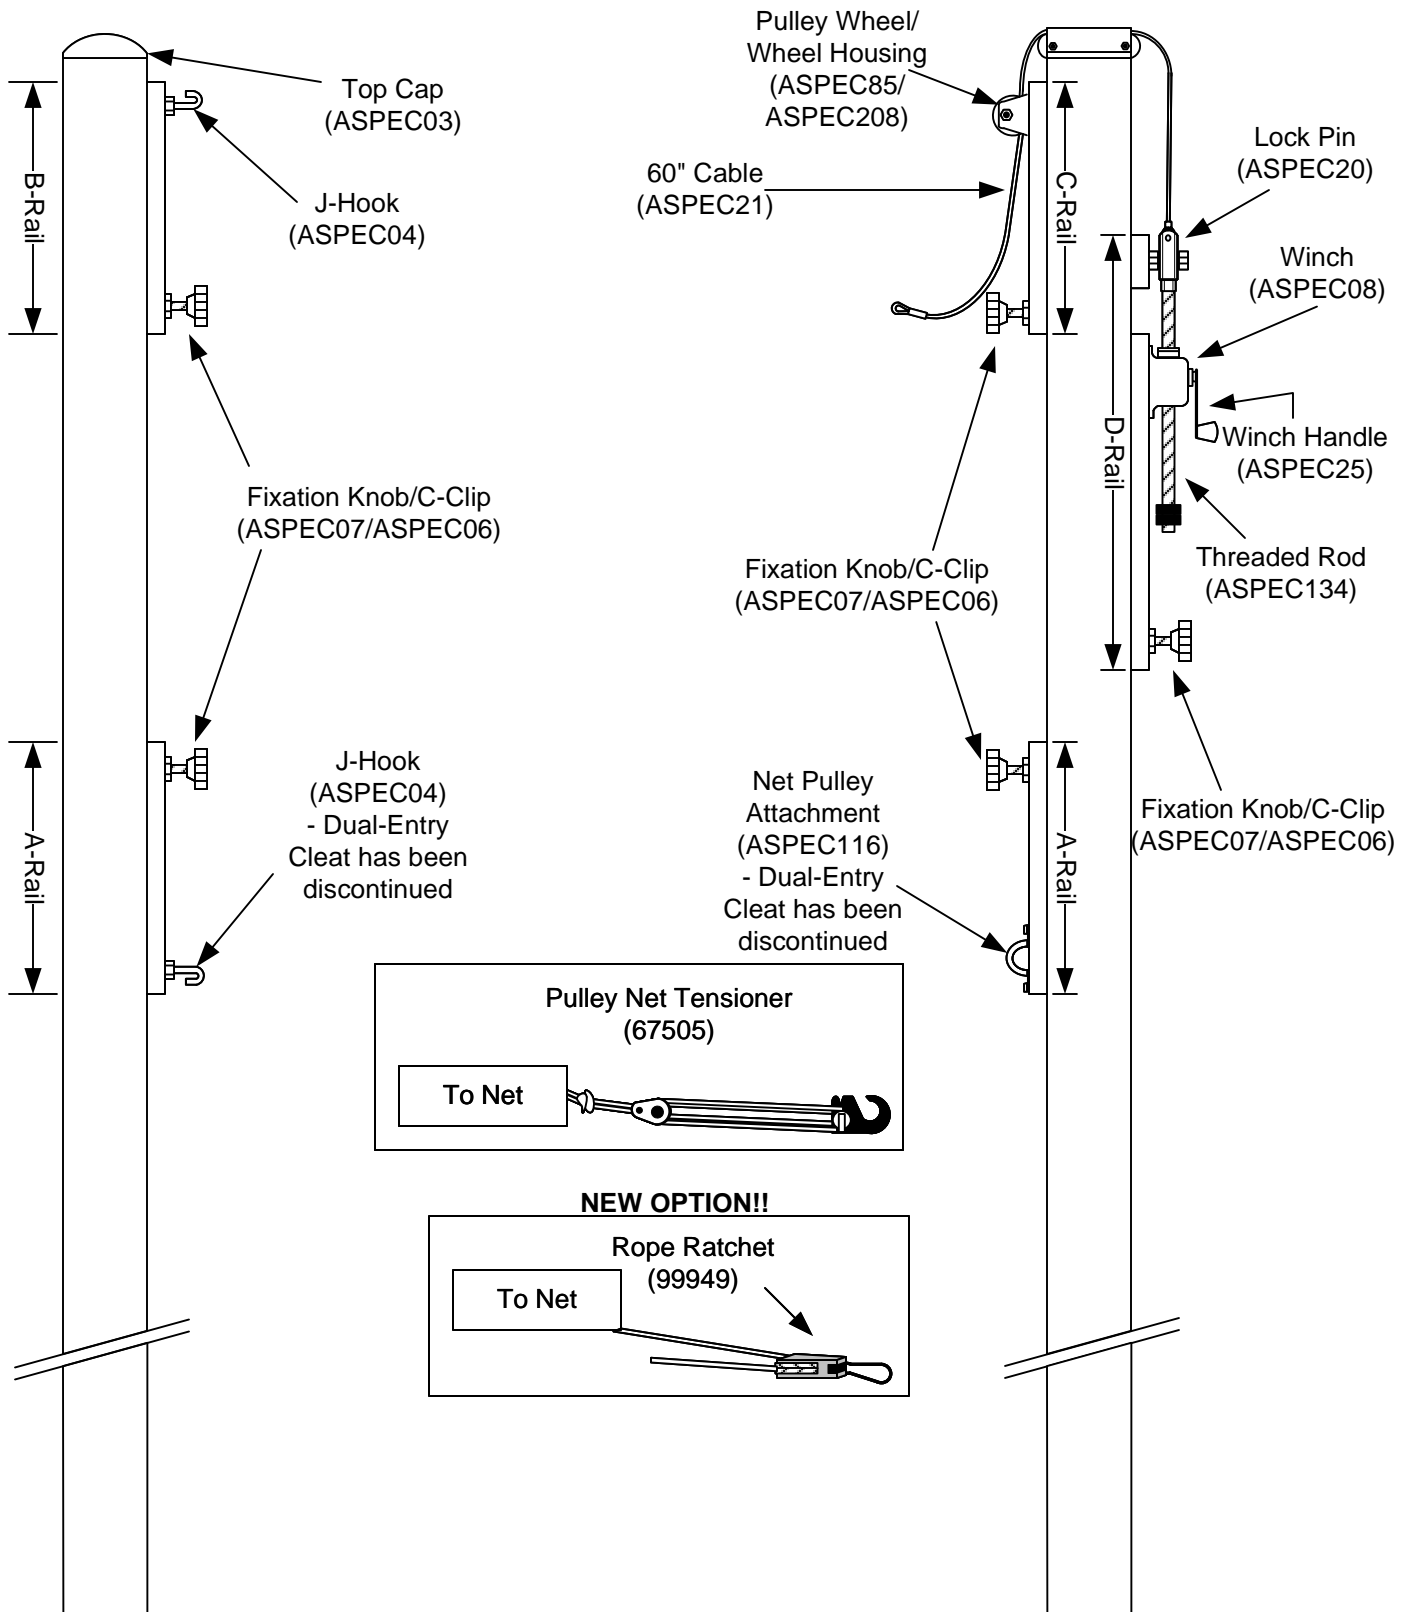 Top Cap
(ASPEC03)
B-Rail
J-Hook
(ASPEC04)
Fixation Knob/C-Clip
(ASPEC07/ASPEC06)
A-Rail
J-Hook
(ASPEC04)
- Dual-Entry
Cleat has been
discontinued
Pulley Wheel/
Wheel Housing
(ASPEC85/
ASPEC208)
60" Cable
(ASPEC21)
C-Rail
Lock Pin
(ASPEC20)
Winch
(ASPEC08)
D-Rail
Winch Handle
(ASPEC25)
Threaded Rod
(ASPEC134)
Fixation Knob/C-Clip
(ASPEC07/ASPEC06)
Net Pulley
Attachment
(ASPEC116)
- Dual-Entry
Cleat has been
discontinued
A-Rail
Fixation Knob/C-Clip
(ASPEC07/ASPEC06)
Pulley Net Tensioner
(67505)
To Net
NEW OPTION!!
Rope Ratchet
(99949)
To Net